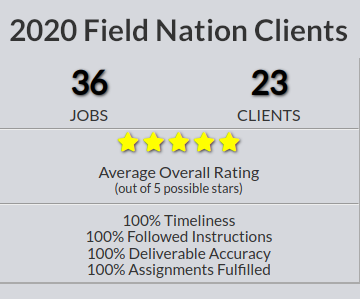 2020 Field Nation Clients
36 23
JOBS CLIENTS
Average Overall Rating
(out of 5 possible stars)
100% Timeliness
100% Followed Instructions
100% Deliverable Accuracy
100% Assignments Fulfilled